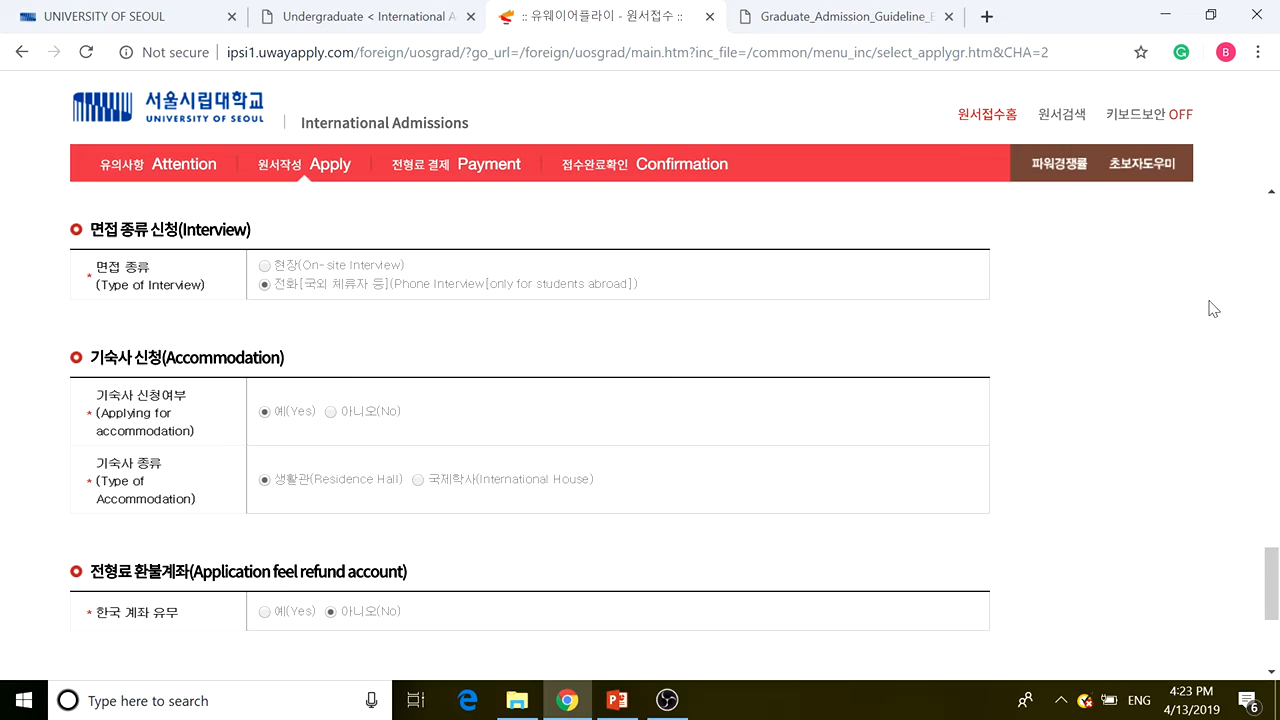 UNIVERSITY OF SEOUL
Undergraduate < International A
:: 유웨이어플라이 - 원서접수 ::
Graduate_Admission_Guideline_E
Not secure
ipsi1.uwayapply.com/foreign/uosgrad/?go_url=/foreign/uosgrad/main.htm?inc_file=/common/menu_inc/select_applygr.htm&CHA=2
B
서울시립대학교
UNIVERSITY OF SEOUL
International Admissions
원서접수홈 원서검색 키보드보안 OFF
유의사항 Attention 원서작성 Apply 전형료 결제 Payment 접수완료확인 Confirmation 파워경쟁률 초보자도우미
면접 종류 신청(Interview)
* 면접 종류
(Type of Interview)
현장(On-site Interview)
전화[국외 체류자 등](Phone Interview[only for students abroad])
기숙사 신청(Accommodation)
기숙사 신청여부
* (Applying for
accommodation)
예(Yes) 아니오(No)
기숙사 종류
* (Type of
Accommodation)
생활관(Residence Hall) 국제학사(International House)
전형료 환불계좌(Application feel refund account)
* 한국 계좌 유무
예(Yes) 아니오(No)
Type here to search
ENG
4:23 PM
4/13/2019
6